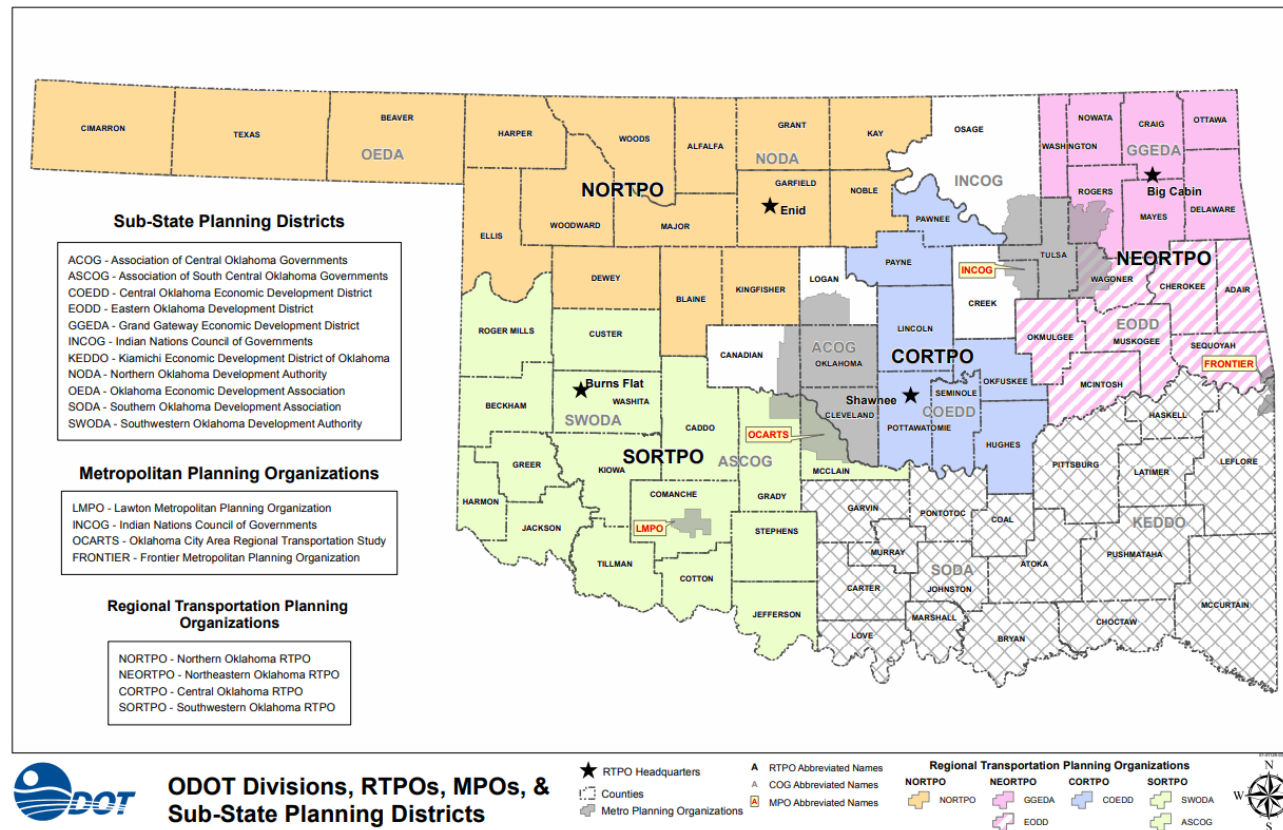 CIMARRON
TEXAS
BEAVER
OEDA
HARPER
WOODS
ALFALFA
GRANT
NODA
KAY
OSAGE
INCOG
WASHINGTON
NOWATA
CRAIG
OTTAWA
GGEDA
NORTPO
ELLIS
WOODWARD
MAJOR
GARFIELD
Enid
NOBLE
PAWNEE
ROGERS
Big Cabin
MAYES
DELAWARE
DEWEY
BLAINE
KINGFISHER
LOGAN
PAYNE
INCOG
TULSA
NEORTPO
WAGONER
CHEROKEE
ADAIR
CREEK
ROGER MILLS
CUSTER
CANADIAN
ACOG
OKLAHOMA
LINCOLN
CORTPO
OKMULGEE
EODD
MUSKOGEE
SEQUOYAH
FRONTIER
BECKHAM
Burns Flat
WASHITA
SWODA
CADDO
CLEVELAND
OCARTS
Shawnee
SEMINOLE
COEDD
POTTAWATOMIE
OKFUSKEE
HUGHES
MCINTOSH
HASKELL
GREER
KIOWA
SORTPO
ASCOG
MCCLAIN
GRADY
PITTSBURG
LATIMER
LEFLORE
HARMON
JACKSON
COMANCHE
LMPO
STEPHENS
GARVIN
PONTOTOC
COAL
KEDDO
TILLMAN
COTTON
MURRAY
SODA
JOHNSTON
ATOKA
PUSHMATAHA
CARTER
JEFFERSON
LOVE
MARSHALL
BRYAN
CHOCTAW
MCCURTAIN
Sub-State Planning Districts
ACOG - Association of Central Oklahoma Governments
ASCOG - Association of South Central Oklahoma Governments
COEDD - Central Oklahoma Economic Development District
EODD - Eastern Oklahoma Development District
GGEDA - Grand Gateway Economic Development District
INCOG - Indian Nations Council of Governments
KEDDO - Kiamichi Economic Development District of Oklahoma
NODA - Northern Oklahoma Development Authority
OEDA - Oklahoma Economic Development Association
SODA - Southern Oklahoma Development Association
SWODA - Southwestern Oklahoma Development Authority
Metropolitan Planning Organizations
LMPO - Lawton Metropolitan Planning Organization
INCOG - Indian Nations Council of Governments
OCARTS - Oklahoma City Area Regional Transportation Study
FRONTIER - Frontier Metropolitan Planning Organization
Regional Transportation Planning
Organizations
NORTPO - Northern Oklahoma RTPO
NEORTPO - Northeastern Oklahoma RTPO
CORTPO - Central Oklahoma RTPO
SORTPO - Southwestern Oklahoma RTPO
ODOT
ODOT Divisions, RTPOs, MPOs, &
Sub-State Planning Districts
RTPO Headquarters
Counties
Metro Planning Organizations
A RTPO Abbreviated Names
A COG Abbreviated Names
A MPO Abbreviated Names
Regional Transportation Planning Organizations
NORTPO NEORTPO CORTPO SORTPO
NORTPO GGEDA COEDD SWODA
EODD ASCOG
N
W
S